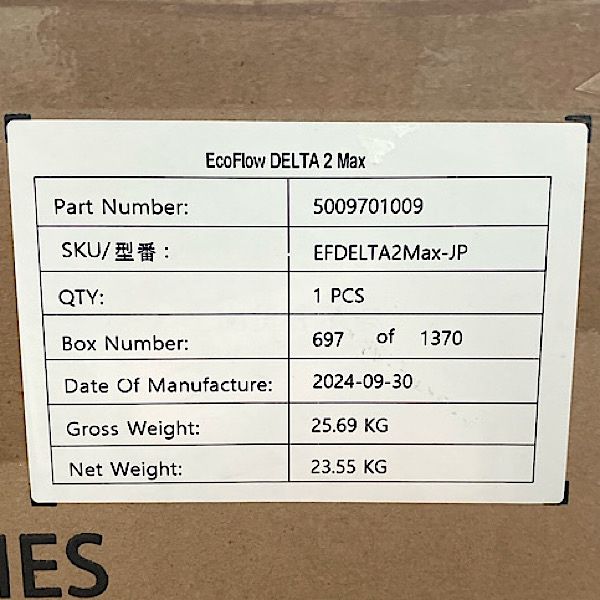 EcoFlow DELTA 2 Max
Part Number: 5009701009
SKU/型番: EFDELTA2Max-JP
QTY: 1 PCS
Box Number: 697 of 1370
Date Of Manufacture: 2024-09-30
Gross Weight: 25.69 KG
Net Weight: 23.55 KG
IES